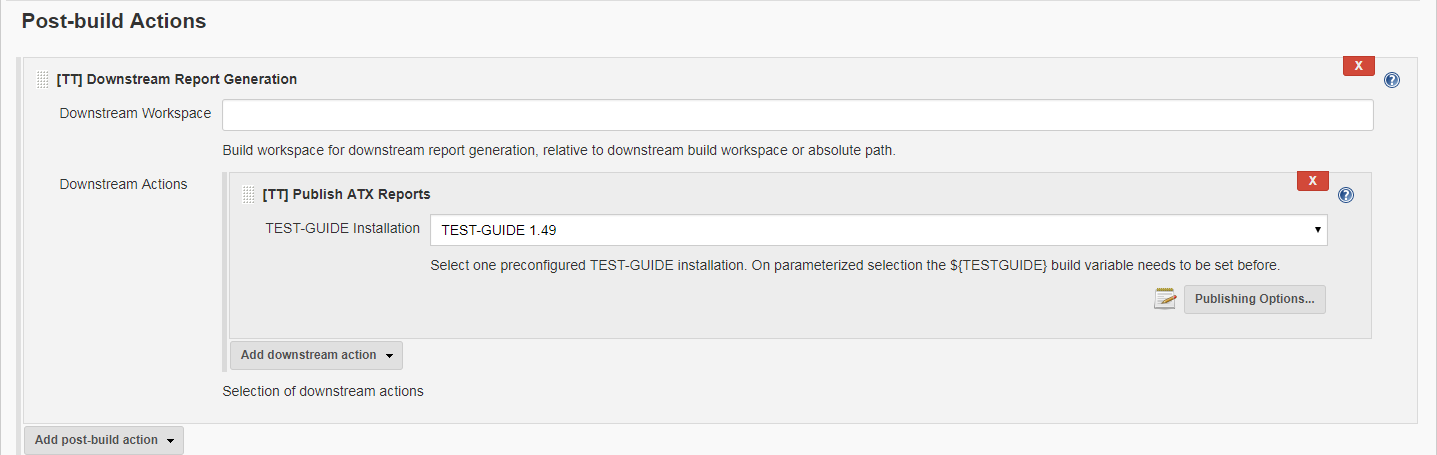 Post-build Actions
X
[TT] Downstream Report Generation
?
Downstream Workspace
Build workspace for downstream report generation, relative to downstream build workspace or absolute path.
Downstream Actions
X
[TT] Publish ATX Reports
?
TEST-GUIDE Installation
TEST-GUIDE 1.49
Select one preconfigured TEST-GUIDE installation. On parameterized selection the ${TESTGUIDE} build variable needs to be set before.
Publishing Options...
Add downstream action
Selection of downstream actions
Add post-build action